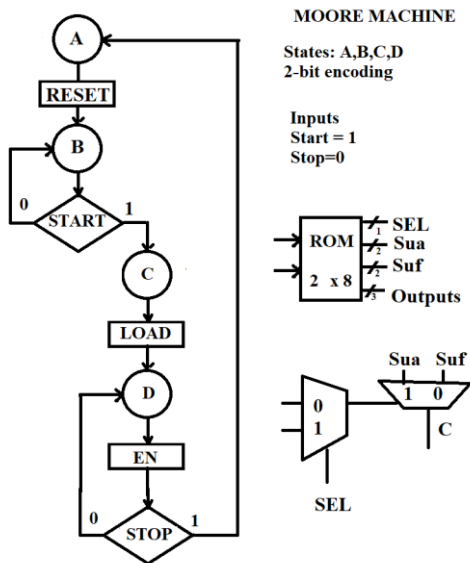 MOORE MACHINE
States: A,B,C,D
2-bit encoding
Inputs
Start = 1
Stop=0
A
RESET
B
0
START
1
C
LOAD
D
EN
0
STOP
1
ROM
2 x 8
1
SEL
2
Sua
2
Suf
3
Outputs
Sua Suf
1 0
C
0
1
SEL